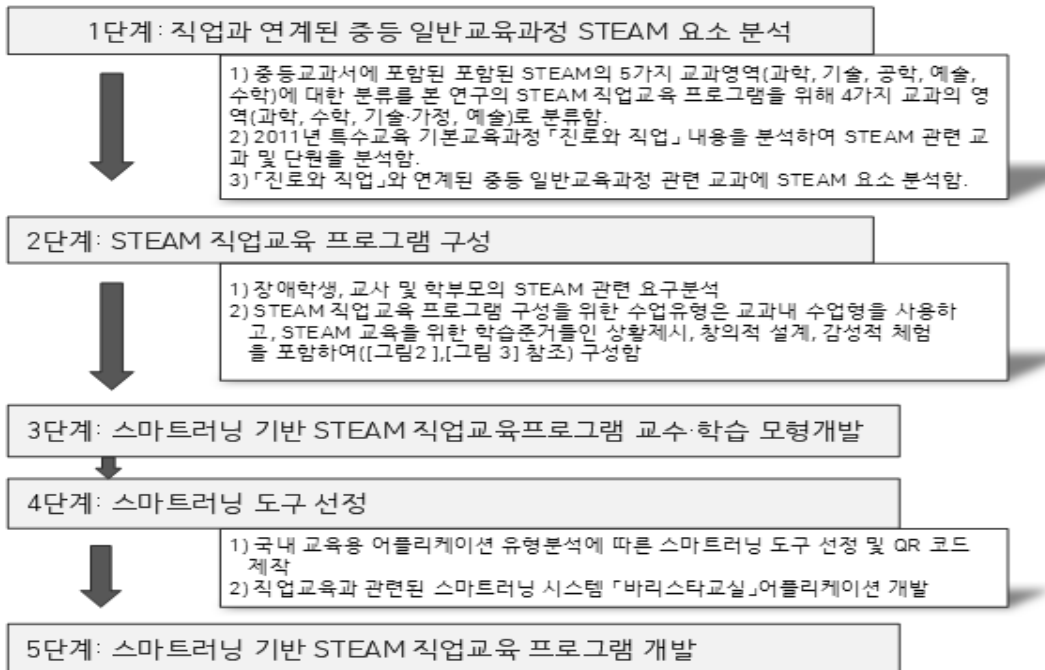 1단계: 직업과 연계된 중등 일반교육과정 STEAM 요소 분석
1) 중등교과서에 포함된 포함된 STEAM의 5가지 교과영역(과학, 기술, 공학, 예술,
수학)에 대한 분류를 본 연구의 STEAM 직업교육 프로그램을 위해 4가지 교과의 영
역(과학, 수학, 기술·가정, 예술)로 분류함.
2) 2011년 특수교육 기본교육과정 「진로와 직업」 내용을 분석하여 STEAM 관련 교
과 및 단원을 분석함.
3) 「진로와 직업」와 연계된 중등 일반교육과정 관련 교과에 STEAM 요소 분석함.
2단계: STEAM 직업교육 프로그램 구성
1) 장애학생, 교사 및 학부모의 STEAM 관련 요구분석
2) STEAM 직업교육 프로그램 구성을 위한 수업유형은 교과내 수업형을 사용하
고, STEAM 교육을 위한 학습준거들인 상황제시, 창의적 설계, 감성적 체험
을 포함하여([그림2 ],[그림 3] 참조) 구성함
3단계: 스마트러닝 기반 STEAM 직업교육프로그램 교수·학습 모형개발
4단계: 스마트러닝 도구 선정
1) 국내 교육용 어플리케이션 유형분석에 따른 스마트러닝 도구 선정 및 QR 코드
제작
2) 직업교육과 관련된 스마트러닝 시스템 「바리스타교실」어플리케이션 개발
5단계: 스마트러닝 기반 STEAM 직업교육 프로그램 개발